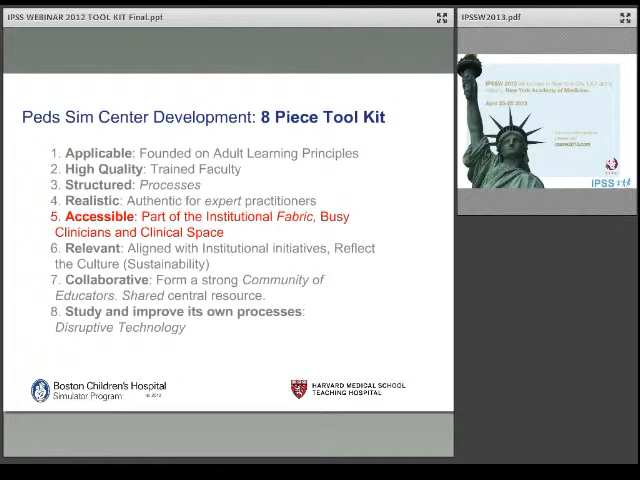 IPSS WEBINAR 2012 TOOL KIT Final.ppt
Peds Sim Center Development: 8 Piece Tool Kit
1. Applicable: Founded on Adult Learning Principles
2. High Quality: Trained Faculty
3. Structured: Processes
4. Realistic: Authentic for expert practitioners
5. Accessible: Part of the Institutional Fabric, Busy
Clinicians and Clinical Space
6. Relevant: Aligned with Institutional initiatives, Reflect
the Culture (Sustainability)
7. Collaborative: Form a strong Community of
Educators. Shared central resource.
8. Study and improve its own processes:
Disruptive Technology
Boston Children's Hospital
Simulator Program
HARVARD MEDICAL SCHOOL
TEACHING HOSPITAL
IPSSW2013.pdf
IPSSW 2013
New York Academy of Medicine.
IPSS